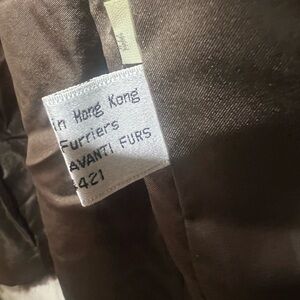 in Hong Kong
Furriers
AVANTI FURS
421